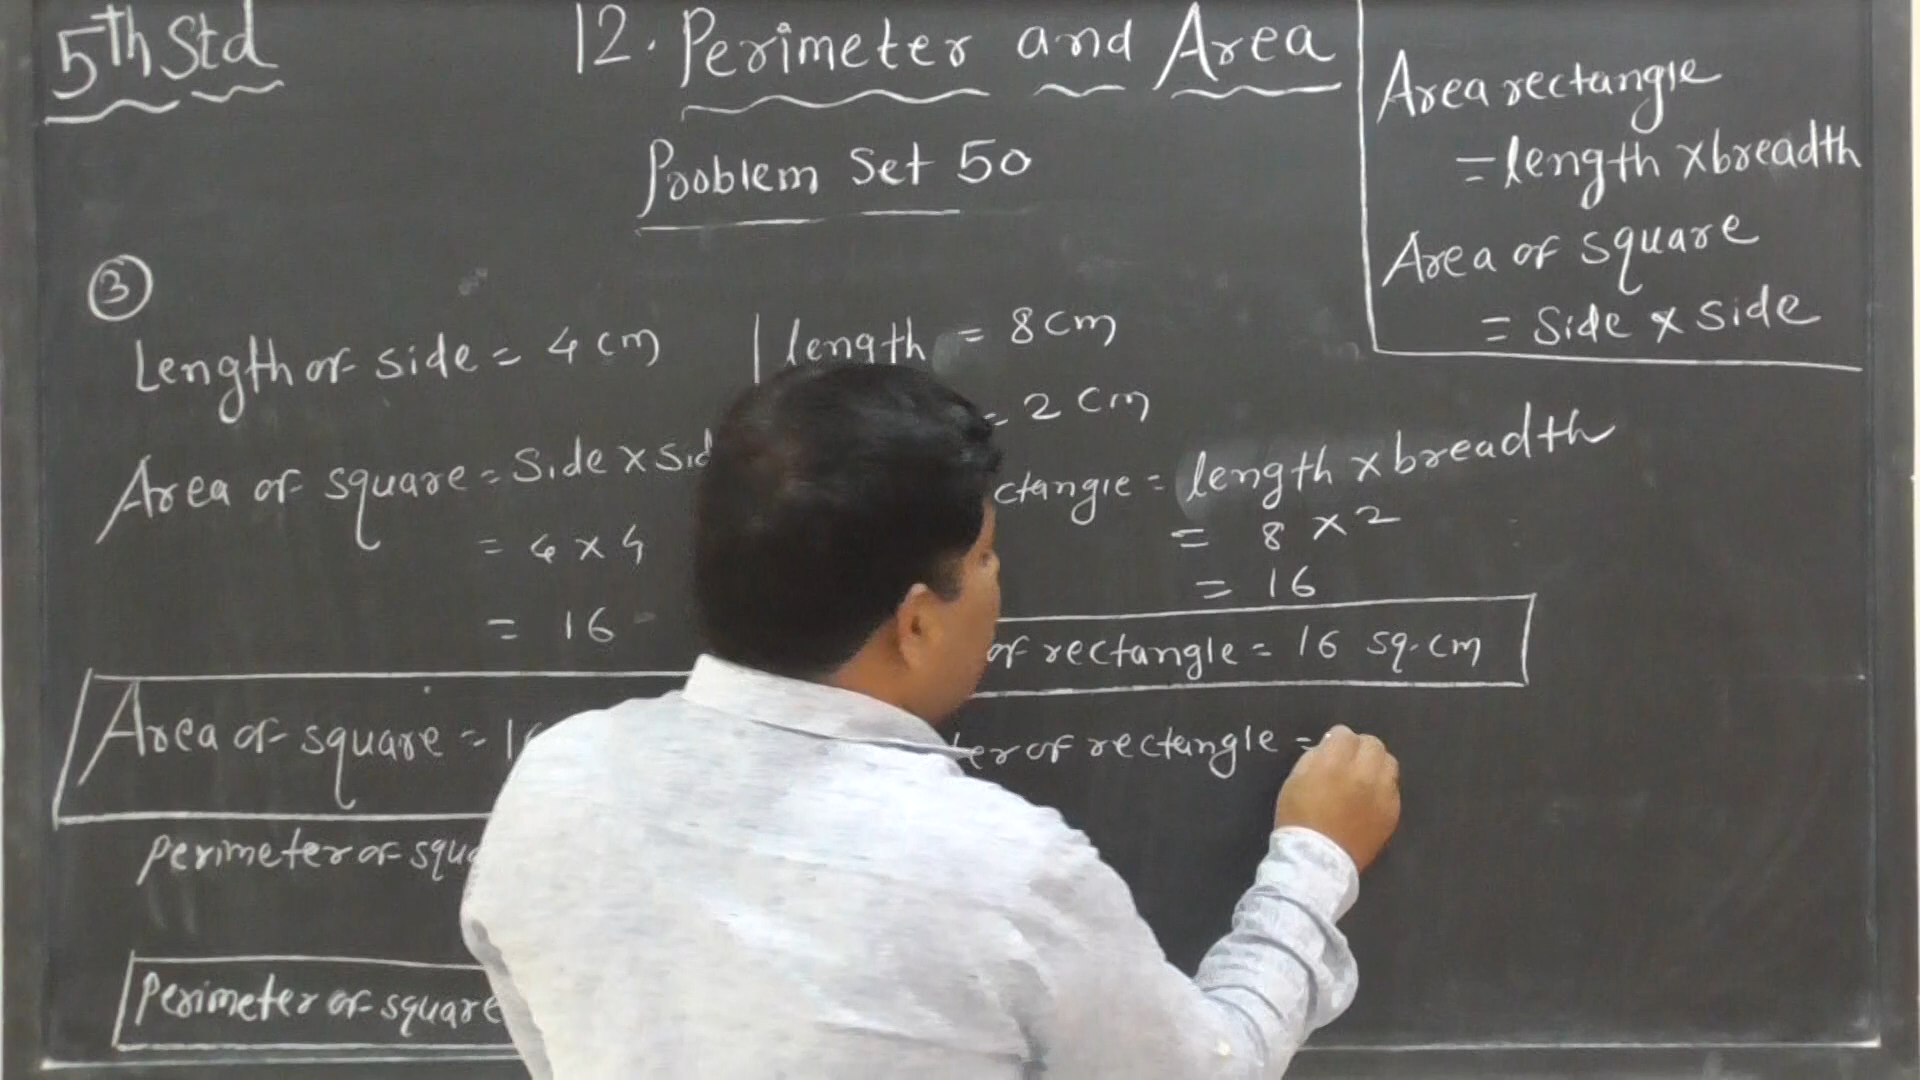 5th Std
12. Perimeter and Area
Problem Set 50
Area rectangle
= length × breadth
Area of square
= Side × side
3
Length of side = 4 cm
Area of square = Side × Sid
= 4 × 4
= 16
Area of square = 1
Perimeter of squa
Perimeter of square
length = 8 cm
= 2 cm
ctangle = length × breadth
= 8 × 2
= 16
of rectangle = 16 sq. cm
ter of rectangle =